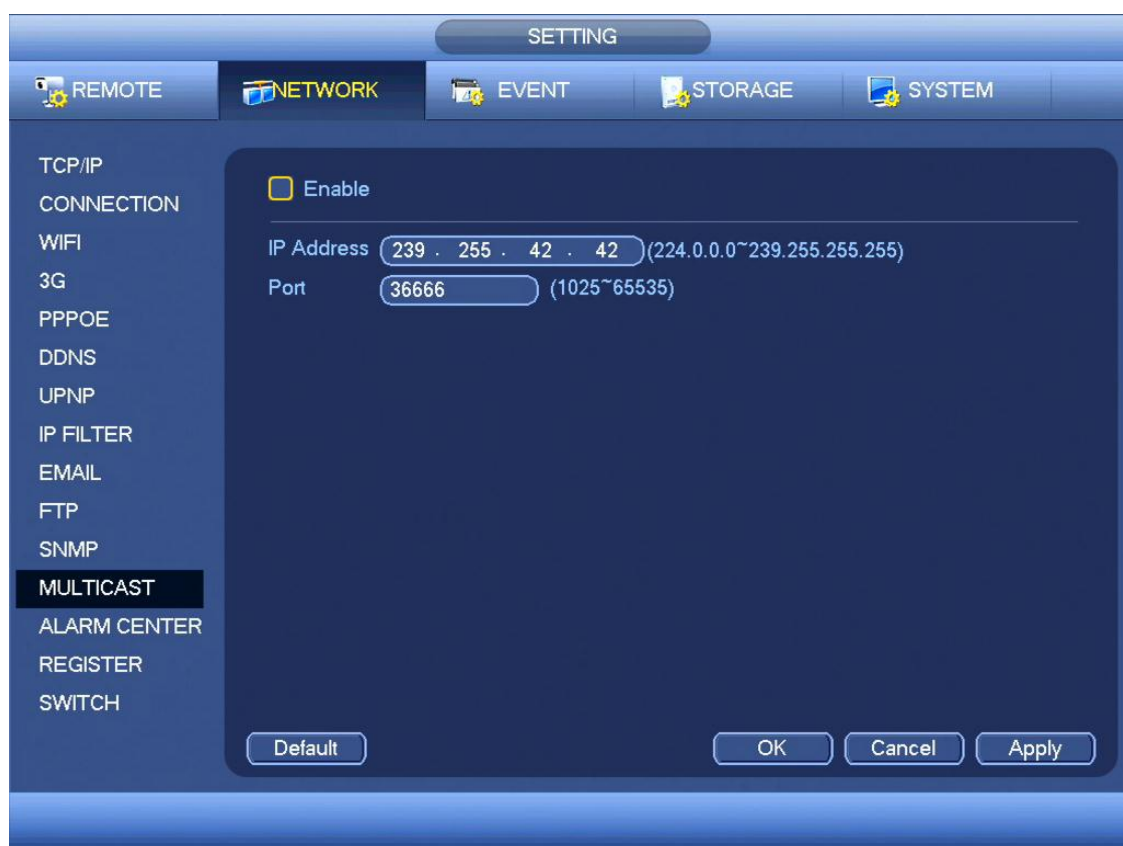 SETTING
REMOTE NETWORK EVENT STORAGE SYSTEM
TCP/IP
CONNECTION
WIFI
3G
PPPOE
DDNS
UPNP
IP FILTER
EMAIL
FTP
SNMP
MULTICAST
ALARM CENTER
REGISTER
SWITCH
Enable
IP Address 239 . 255 . 42 . 42 (224.0.0.0~239.255.255.255)
Port 36666 (1025~65535)
Default OK Cancel Apply